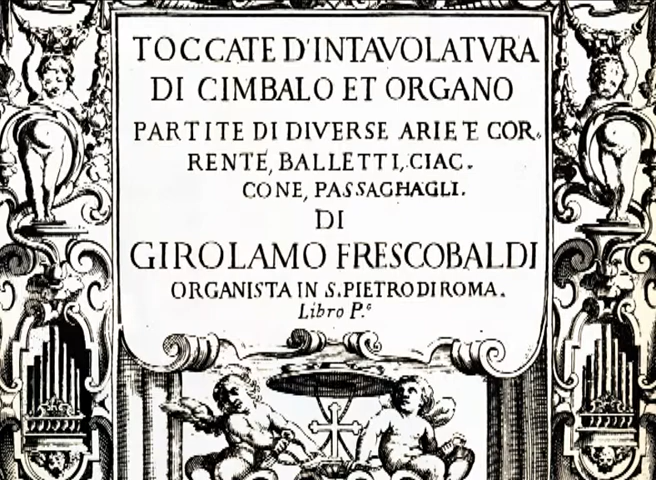 TOCCATE D'INTAVOLATVRA
DI CIMBALO ET ORGANO
PARTITE DI DIVERSE ARIE E COR.
RENTE, BALLETTI, CIAC.
CONE, PASSAGHAGLI.
DI
GIROLAMO FRESCOBALDI
ORGANISTA IN S. PIETRO DI ROMA.
Libro P.º